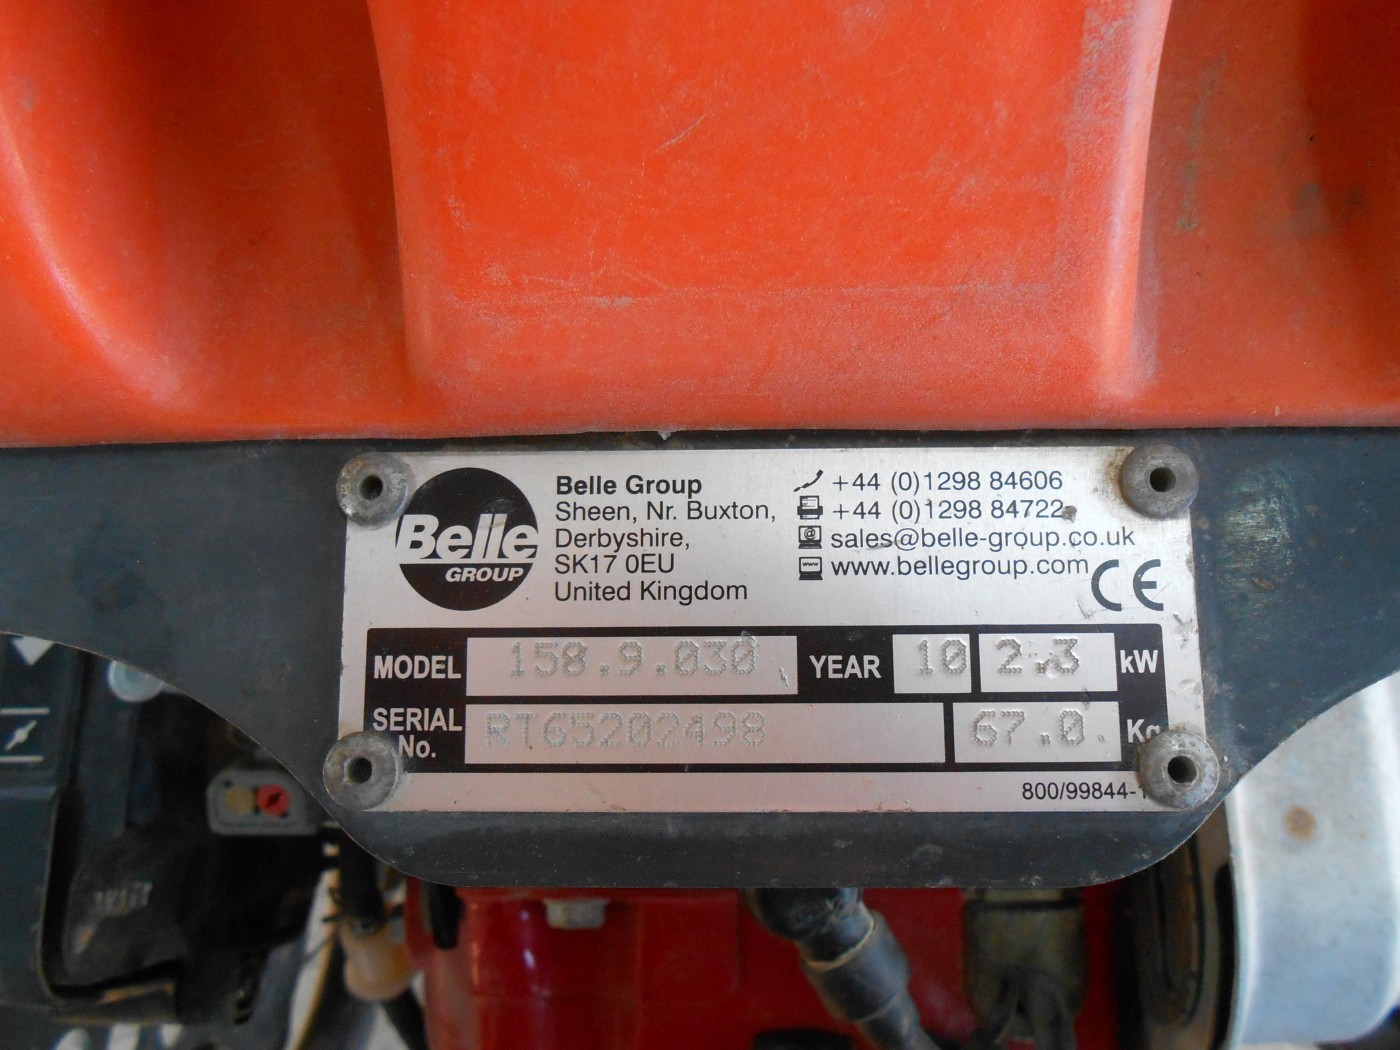 Belle
GROUP
Belle Group
Sheen, Nr. Buxton,
Derbyshire,
SK17 0EU
United Kingdom
+44 (0)1298 84606
+44 (0)1298 84722
sales@belle-group.co.uk
www.bellegroup.com
CE
MODEL 158.9.030 YEAR 10 2.3 kW
SERIAL No. RTG5202498 67.0 Kg
800/99844-1